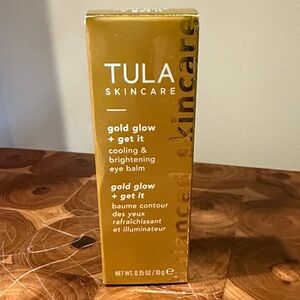 TULA
SKINCARE
gold glow
+ get it
cooling &
brightening
eye balm
gold glow
+ get it
baume contour
des yeux
rafraîchissant
et illuminateur
NET WT. 0.35 OZ / 10 g e
skincare